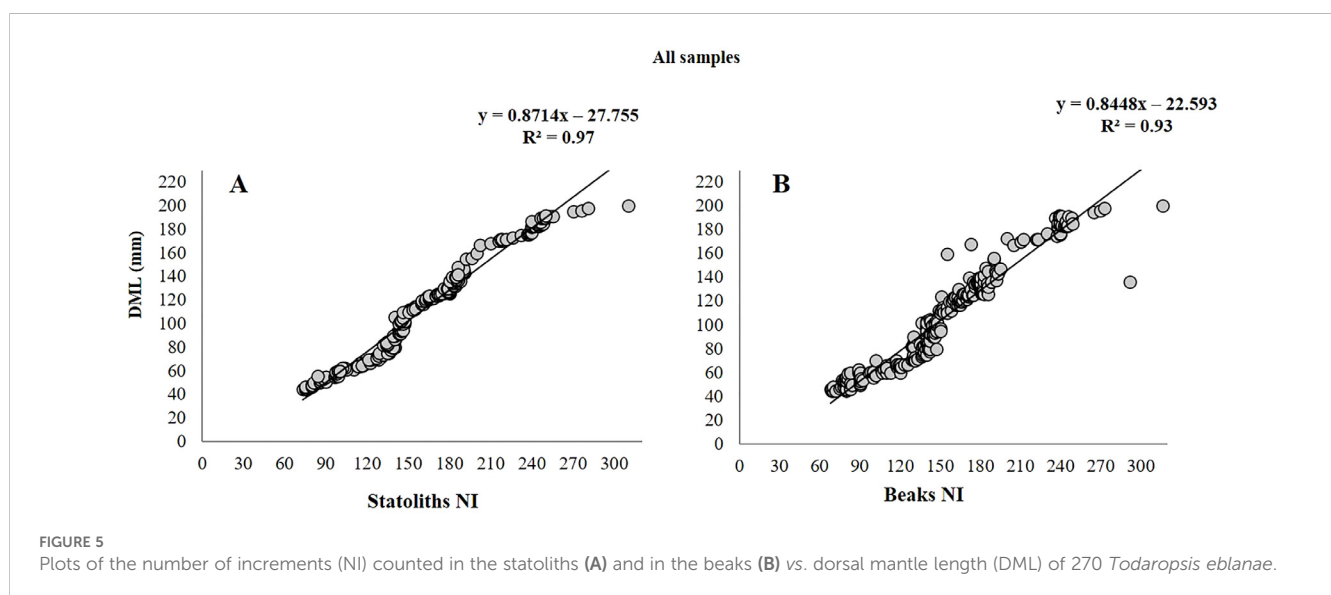 All samples
y = 0.8714x – 27.755
R² = 0.97
A
220
200
180
160
140
120
100
80
60
40
20
0
DML (mm)
0 30 60 90 120 150 180 210 240 270 300
Statoliths NI
y = 0.8448x – 22.593
R² = 0.93
B
220
200
180
160
140
120
100
80
60
40
20
0
0 30 60 90 120 150 180 210 240 270 300
Beaks NI
FIGURE 5
Plots of the number of increments (NI) counted in the statoliths (A) and in the beaks (B) vs. dorsal mantle length (DML) of 270 Todaropsis eblanae.